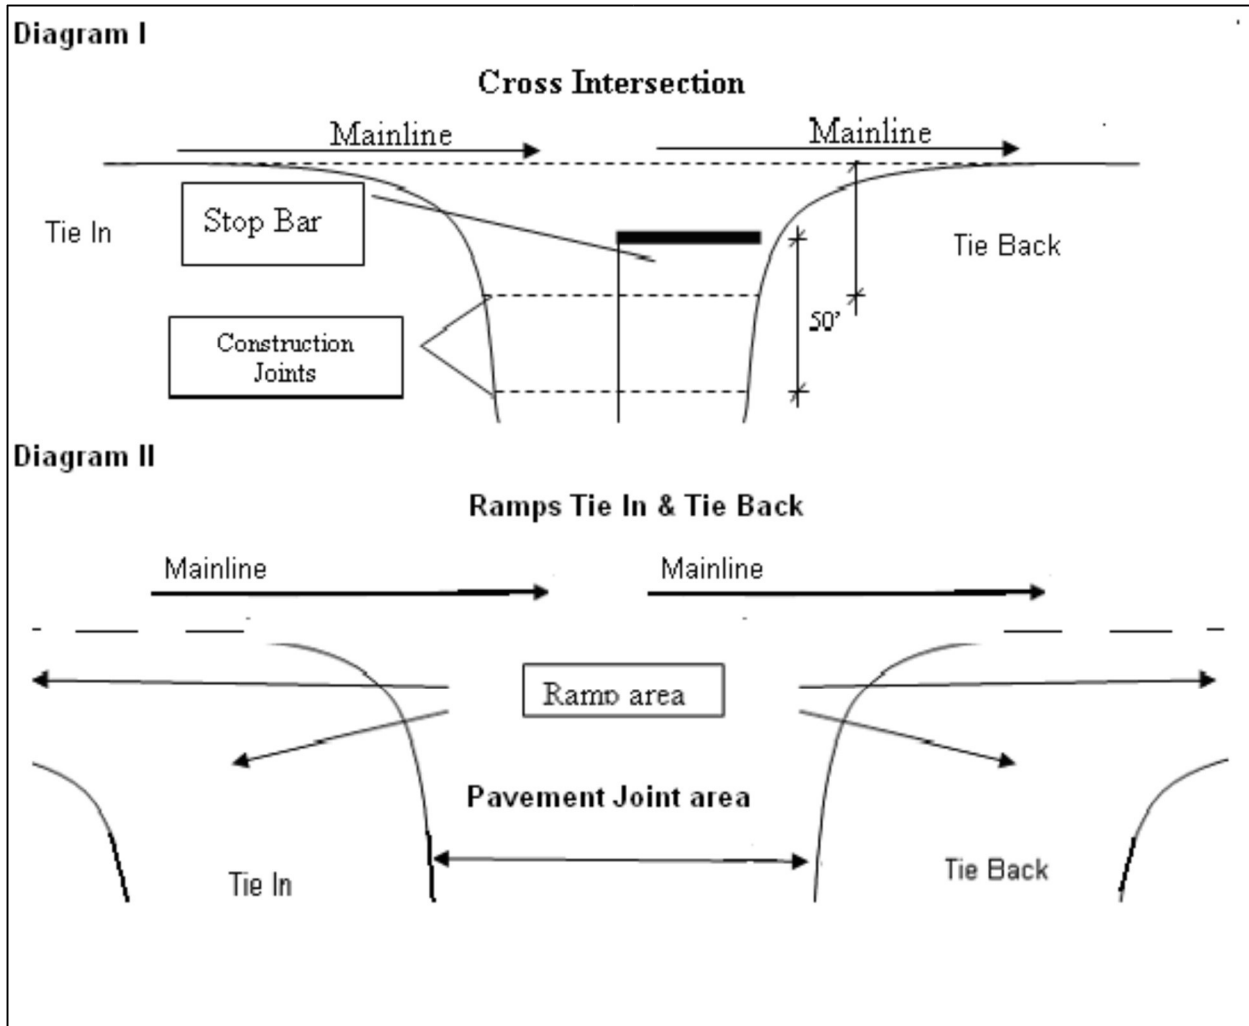 Diagram I
Cross Intersection
Mainline
Mainline
Stop Bar
Tie In
Tie Back
50'
Construction
Joints
Diagram II
Ramps Tie In & Tie Back
Mainline
Mainline
Ramp area
Pavement Joint area
Tie In
Tie Back